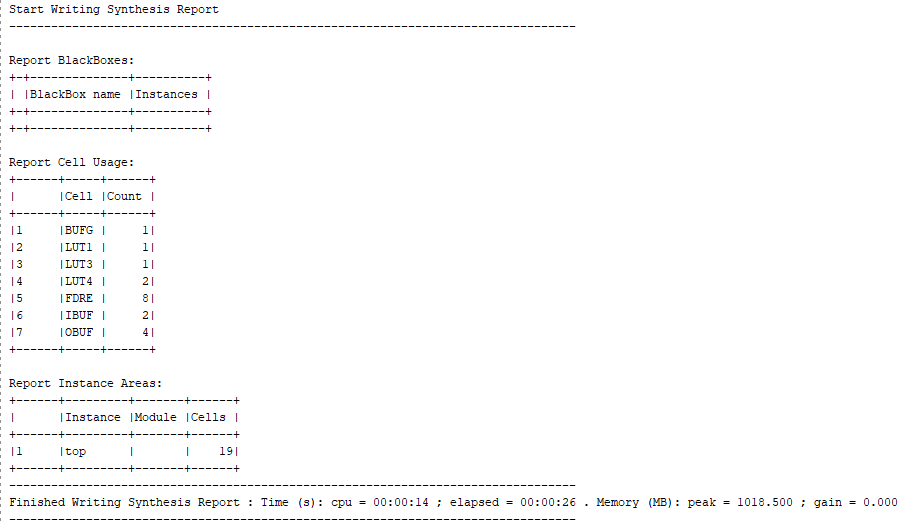 Start Writing Synthesis Report
---------------------------------------------------------------------------------
Report BlackBoxes:
+-+--------------+----------+
| |BlackBox name |Instances |
+-+--------------+----------+
+-+--------------+----------+
Report Cell Usage:
+------+-----+------+
|      |Cell |Count |
+------+-----+------+
|1     |BUFG |     1|
|2     |LUT1 |     1|
|3     |LUT3 |     1|
|4     |LUT4 |     2|
|5     |FDRE |     8|
|6     |IBUF |     2|
|7     |OBUF |     4|
+------+-----+------+
Report Instance Areas:
+------+---------+-------+------+
|      |Instance |Module |Cells |
+------+---------+-------+------+
|1     |top      |       |    19|
+------+---------+-------+------+
---------------------------------------------------------------------------------
Finished Writing Synthesis Report : Time (s): cpu = 00:00:14 ; elapsed = 00:00:26 . Memory (MB): peak = 1018.500 ; gain = 0.000
---------------------------------------------------------------------------------